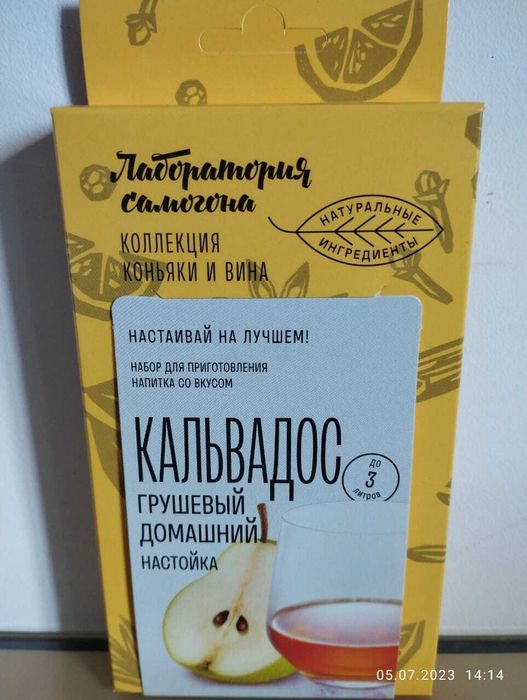 Лаборатория
самогона
НАТУРАЛЬНЫЕ
ИНГРЕДИЕНТЫ
КОЛЛЕКЦИЯ
КОНЬЯКИ И ВИНА
НАСТАИВАЙ НА ЛУЧШЕМ!
НАБОР ДЛЯ ПРИГОТОВЛЕНИЯ
НАПИТКА СО ВКУСОМ
КАЛЬВАДОС
ДО
3
ЛИТРОВ
ГРУШЕВЫЙ
ДОМАШНИЙ
НАСТОЙКА
05.07.2023 14:14